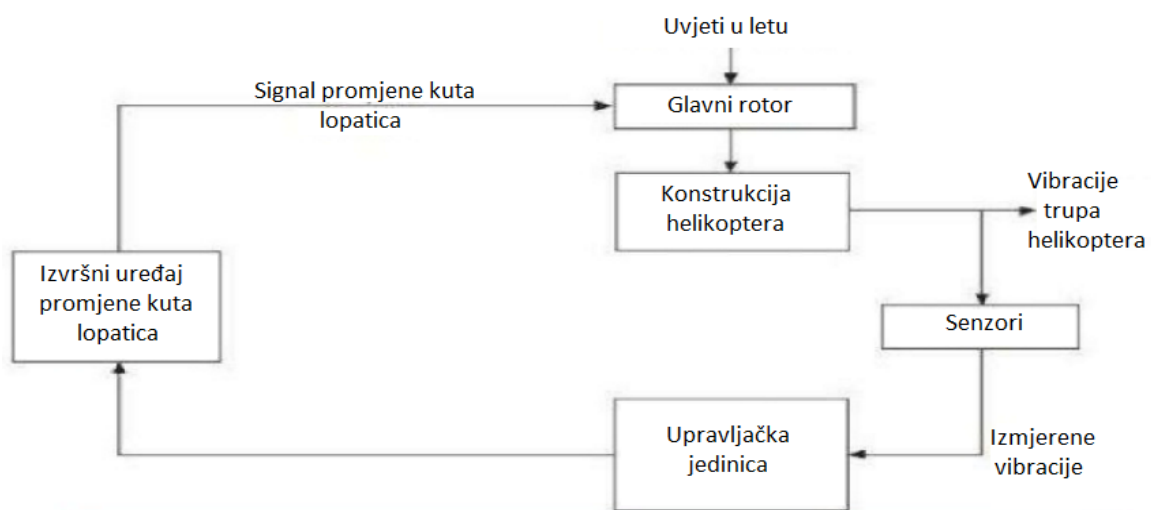 Uvjeti u letu
Signal promjene kuta
lopatica
Glavni rotor
Konstrukcija
helikoptera
Vibracije
trupa
helikoptera
Izvršni uređaj
promjene kuta
lopatica
Senzori
Upravljačka
jedinica
Izmjerene
vibracije